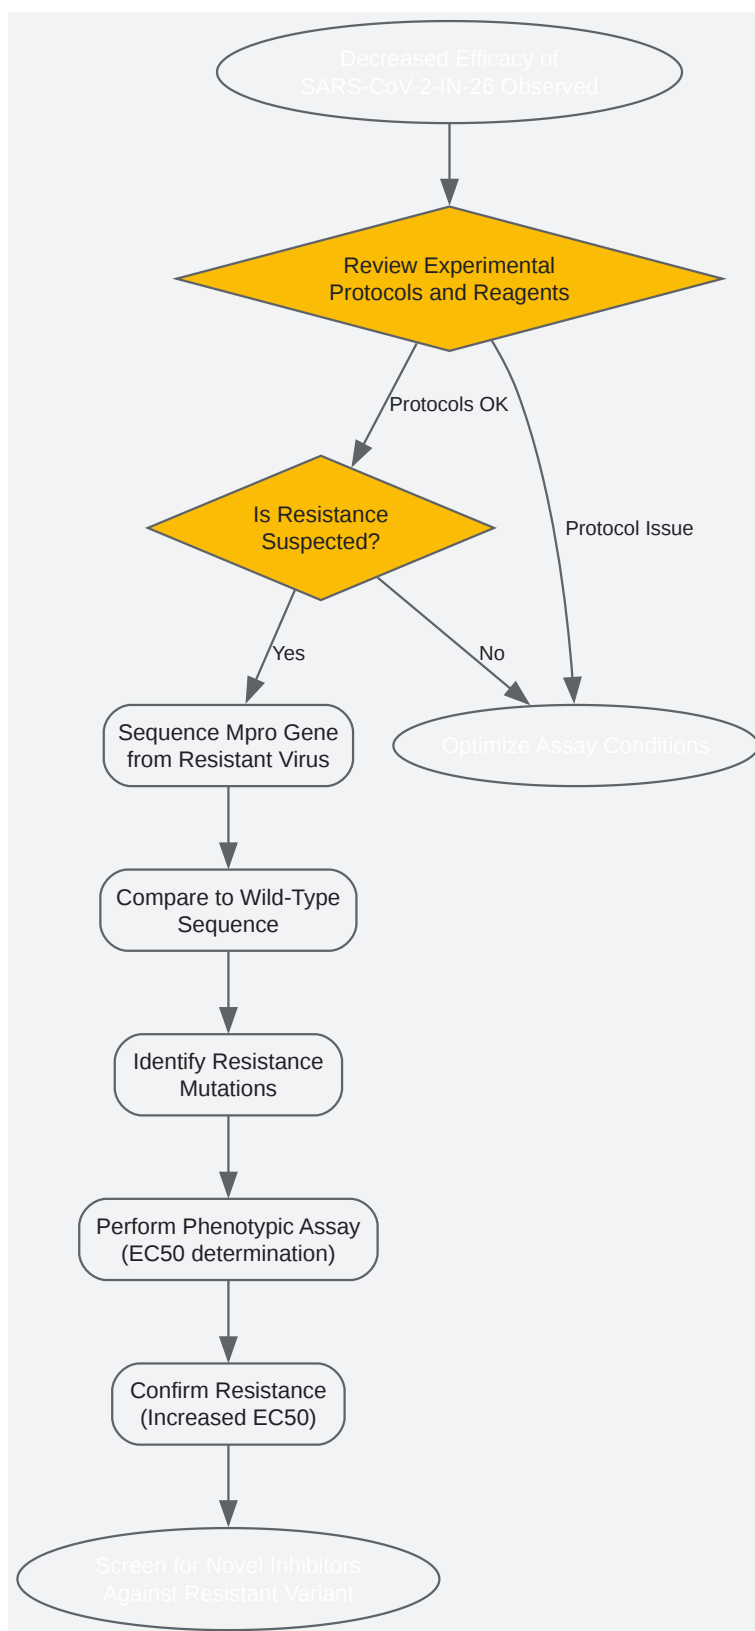 Decreased Efficacy of
SARS-CoV-2-IN-26 Observed
Review Experimental
Protocols and Reagents
Protocols OK
Is Resistance
Suspected?
Protocol Issue
Yes
No
Sequence Mpro Gene
from Resistant Virus
Optimize Assay Conditions
Compare to Wild-Type
Sequence
Identify Resistance
Mutations
Perform Phenotypic Assay
(EC50 determination)
Confirm Resistance
(Increased EC50)
Screen for Novel Inhibitors
Against Resistant Variant